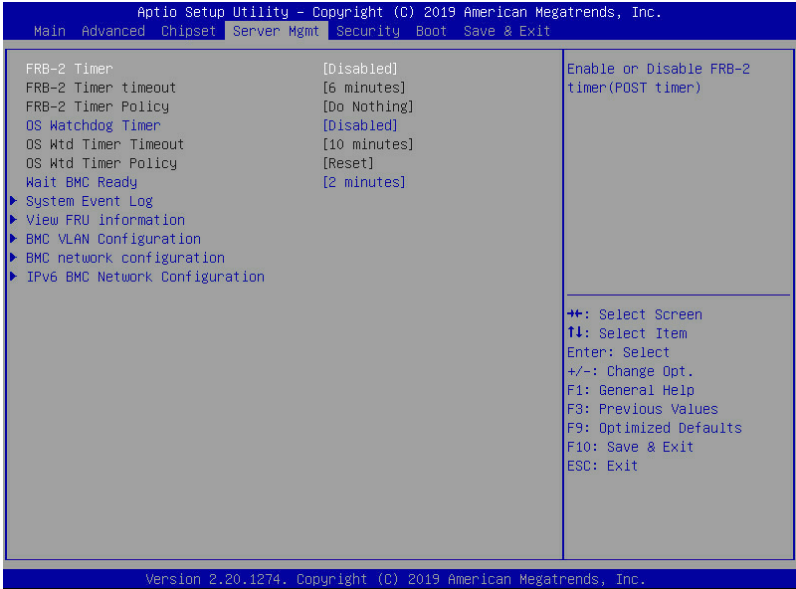 Aptio Setup Utility – Copyright (C) 2019 American Megatrends, Inc.
Main Advanced Chipset Server Mgmt Security Boot Save & Exit
FRB-2 Timer [Disabled]
FRB-2 Timer timeout [6 minutes]
FRB-2 Timer Policy [Do Nothing]
OS Watchdog Timer [Disabled]
OS Wtd Timer Timeout [10 minutes]
OS Wtd Timer Policy [Reset]
Wait BMC Ready [2 minutes]
System Event Log
View FRU information
BMC VLAN Configuration
BMC network configuration
IPv6 BMC Network Configuration
Enable or Disable FRB-2
timer(POST timer)
→←: Select Screen
↑↓: Select Item
Enter: Select
+/-: Change Opt.
F1: General Help
F3: Previous Values
F9: Optimized Defaults
F10: Save & Exit
ESC: Exit
Version 2.20.1274. Copyright (C) 2019 American Megatrends, Inc.